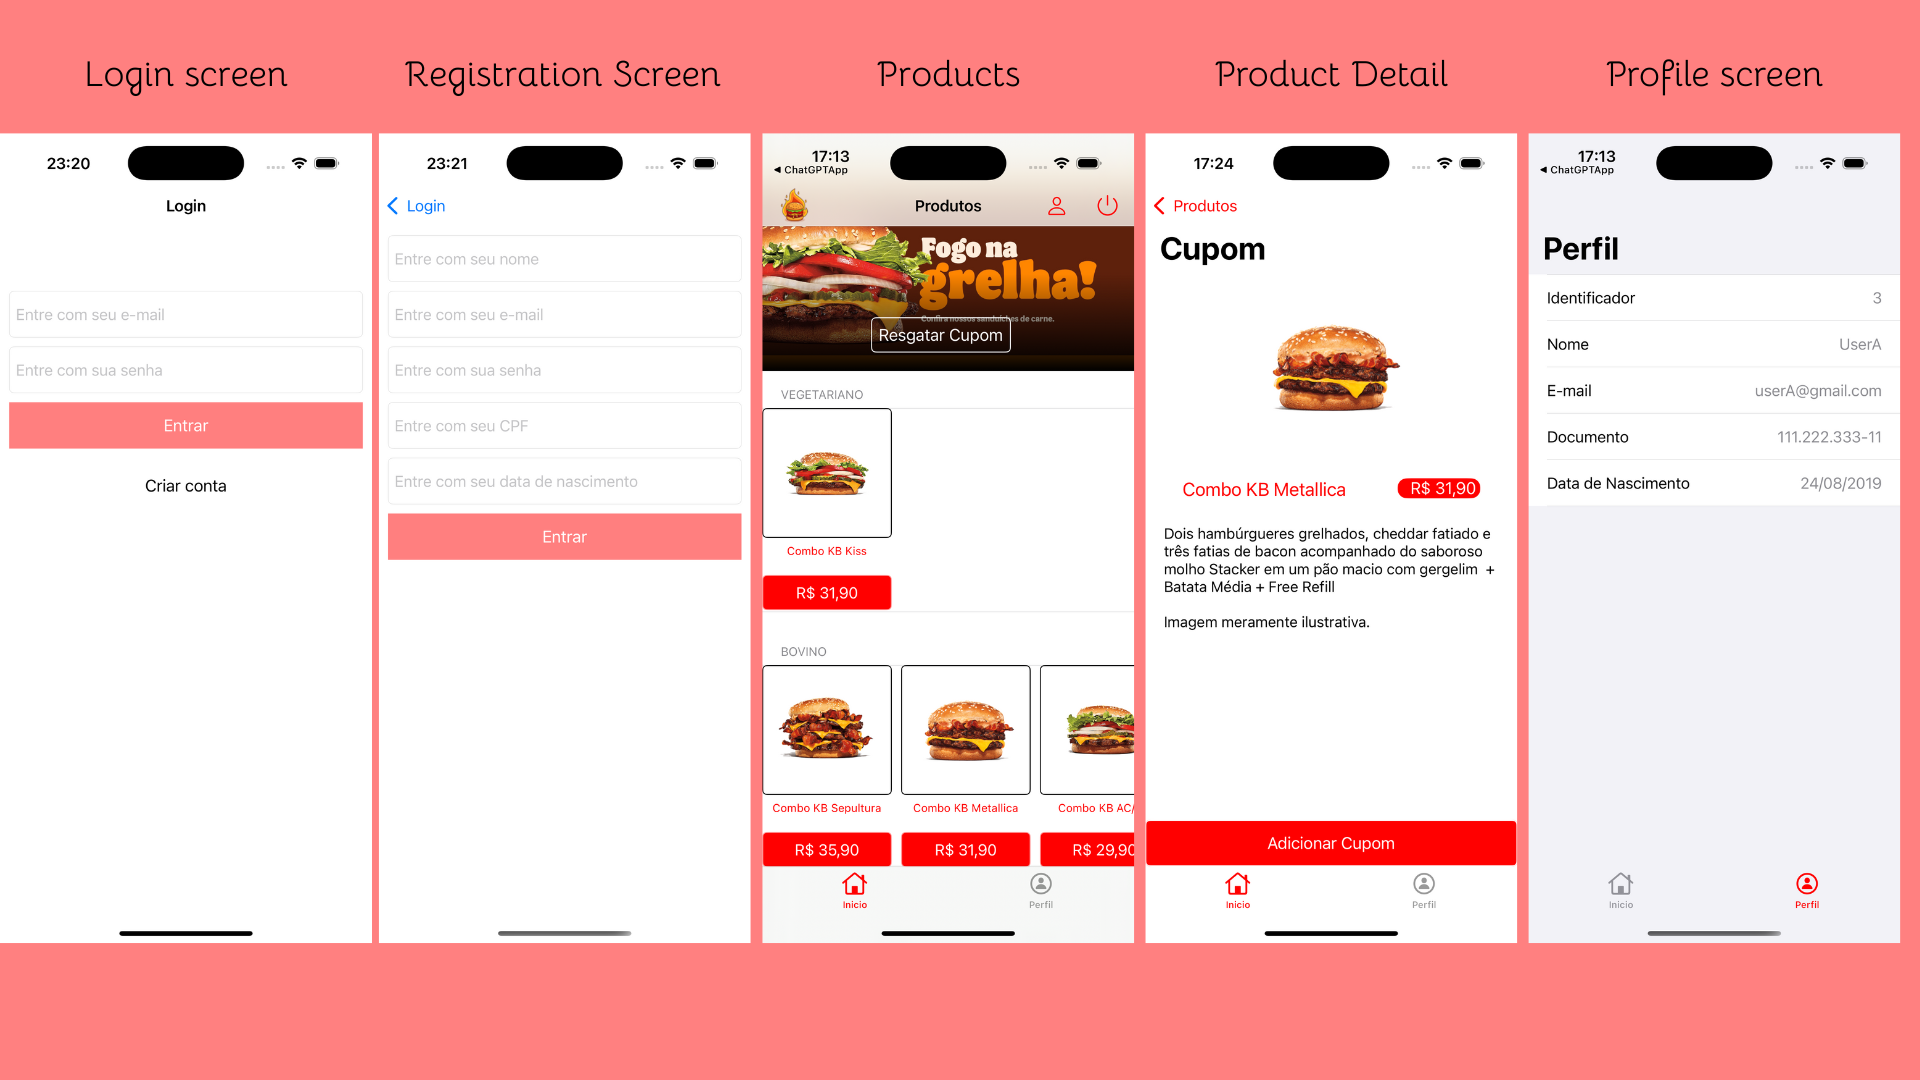 Login screen
Registration Screen
Products
Product Detail
Profile screen
23:20
Login
Entre com seu e-mail
Entre com sua senha
Entrar
Criar conta
23:21
Login
Entre com seu nome
Entre com seu e-mail
Entre com sua senha
Entre com seu CPF
Entre com seu data de nascimento
Entrar
17:13
ChatGPTApp
Produtos
Fogo na
grelha!
Confira nossos sanduíches de carne.
Resgatar Cupom
VEGETARIANO
Combo KB Kiss
R$ 31,90
BOVINO
Combo KB Sepultura
Combo KB Metallica
Combo KB AC/
R$ 35,90
R$ 31,90
R$ 29,90
Início
Perfil
17:24
Produtos
Cupom
Combo KB Metallica
R$ 31,90
Dois hambúrgueres grelhados, cheddar fatiado e
três fatias de bacon acompanhado do saboroso
molho Stacker em um pão macio com gergelim +
Batata Média + Free Refill
Imagem meramente ilustrativa.
Adicionar Cupom
Início
Perfil
17:13
ChatGPTApp
Perfil
Identificador 3
Nome UserA
E-mail userA@gmail.com
Documento 111.222.333-11
Data de Nascimento 24/08/2019
Início
Perfil